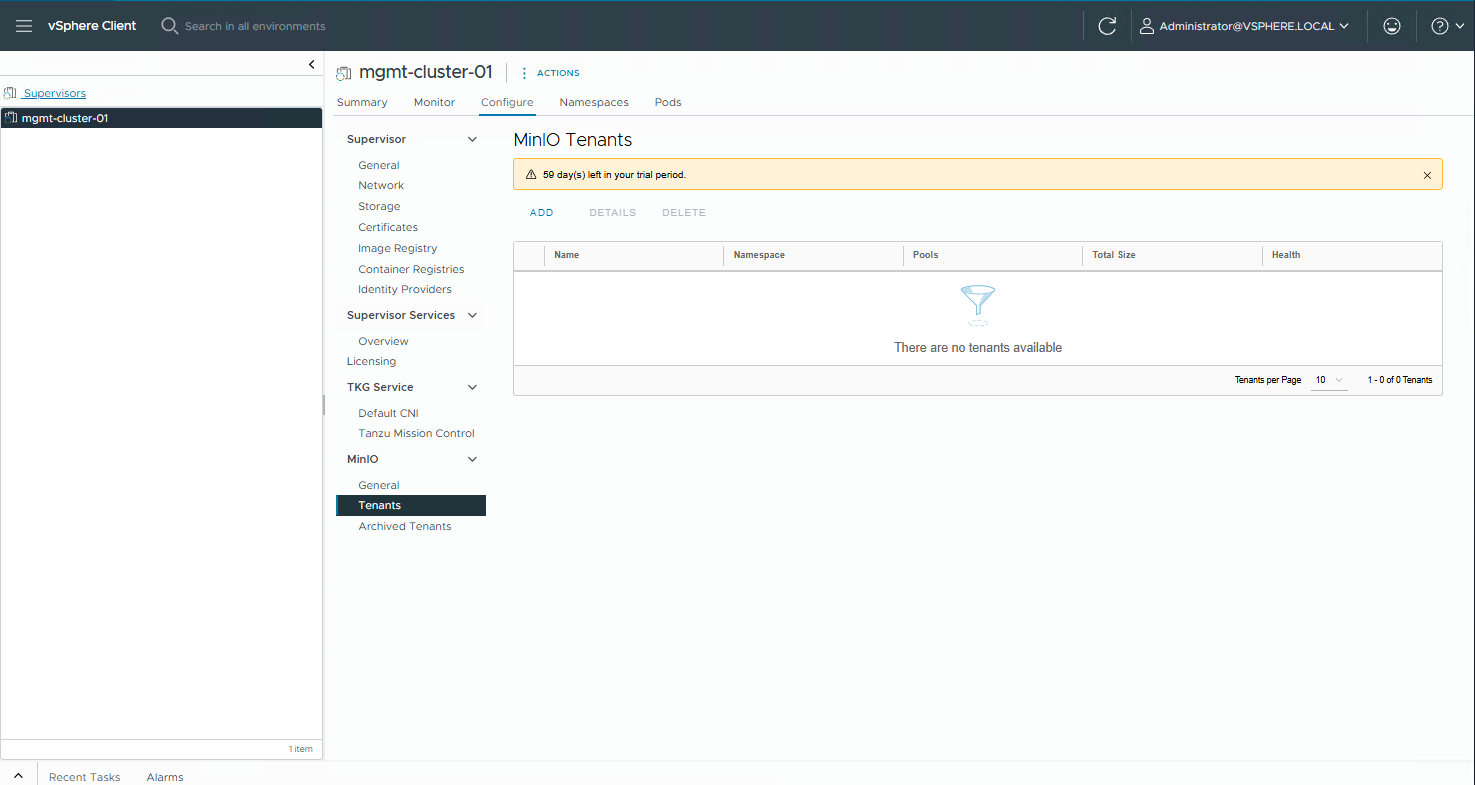 vSphere Client
Search in all environments
Administrator@VSPHERE.LOCAL
Supervisors
mgmt-cluster-01
1 item
mgmt-cluster-01
ACTIONS
Summary Monitor Configure Namespaces Pods
Supervisor
General
Network
Storage
Certificates
Image Registry
Container Registries
Identity Providers
Supervisor Services
Overview
Licensing
TKG Service
Default CNI
Tanzu Mission Control
MinIO
General
Tenants
Archived Tenants
MinIO Tenants
59 day(s) left in your trial period.
ADD DETAILS DELETE
Name Namespace Pools Total Size Health
There are no tenants available
Tenants per Page 10 1 - 0 of 0 Tenants
Recent Tasks Alarms